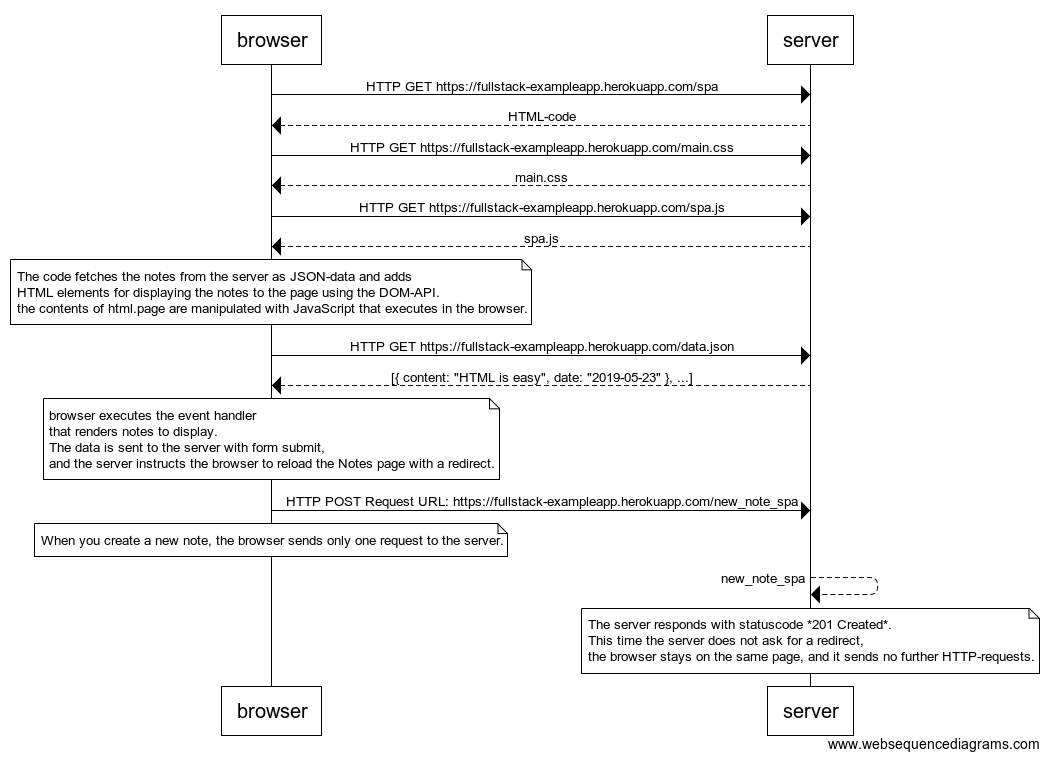 browser
server
HTTP GET https://fullstack-exampleapp.herokuapp.com/spa
HTML-code
HTTP GET https://fullstack-exampleapp.herokuapp.com/main.css
main.css
HTTP GET https://fullstack-exampleapp.herokuapp.com/spa.js
spa.js
The code fetches the notes from the server as JSON-data and adds
HTML elements for displaying the notes to the page using the DOM-API.
the contents of html.page are manipulated with JavaScript that executes in the browser.
HTTP GET https://fullstack-exampleapp.herokuapp.com/data.json
[{ content: "HTML is easy", date: "2019-05-23" }, ...]
browser executes the event handler
that renders notes to display.
The data is sent to the server with form submit,
and the server instructs the browser to reload the Notes page with a redirect.
HTTP POST Request URL: https://fullstack-exampleapp.herokuapp.com/new_note_spa
When you create a new note, the browser sends only one request to the server.
new_note_spa
The server responds with statuscode *201 Created*.
This time the server does not ask for a redirect,
the browser stays on the same page, and it sends no further HTTP-requests.
browser
server
www.websequencediagrams.com